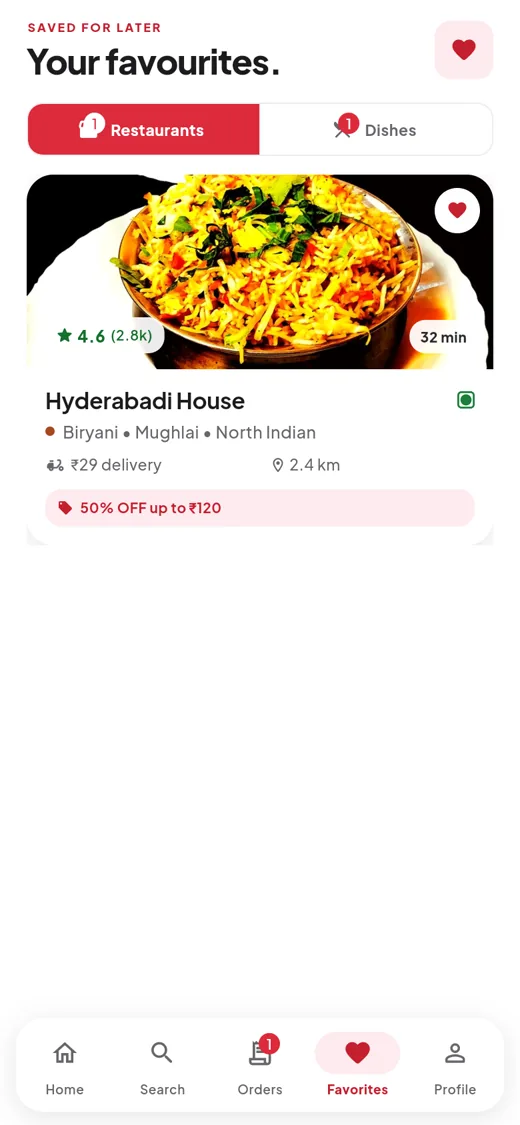 SAVED FOR LATER
Your favourites.
1 Restaurants
1 Dishes
4.6 (2.8k)
32 min
Hyderabadi House
Biryani • Mughlai • North Indian
₹29 delivery
2.4 km
50% OFF up to ₹120
1
Home
Search
Orders
Favorites
Profile